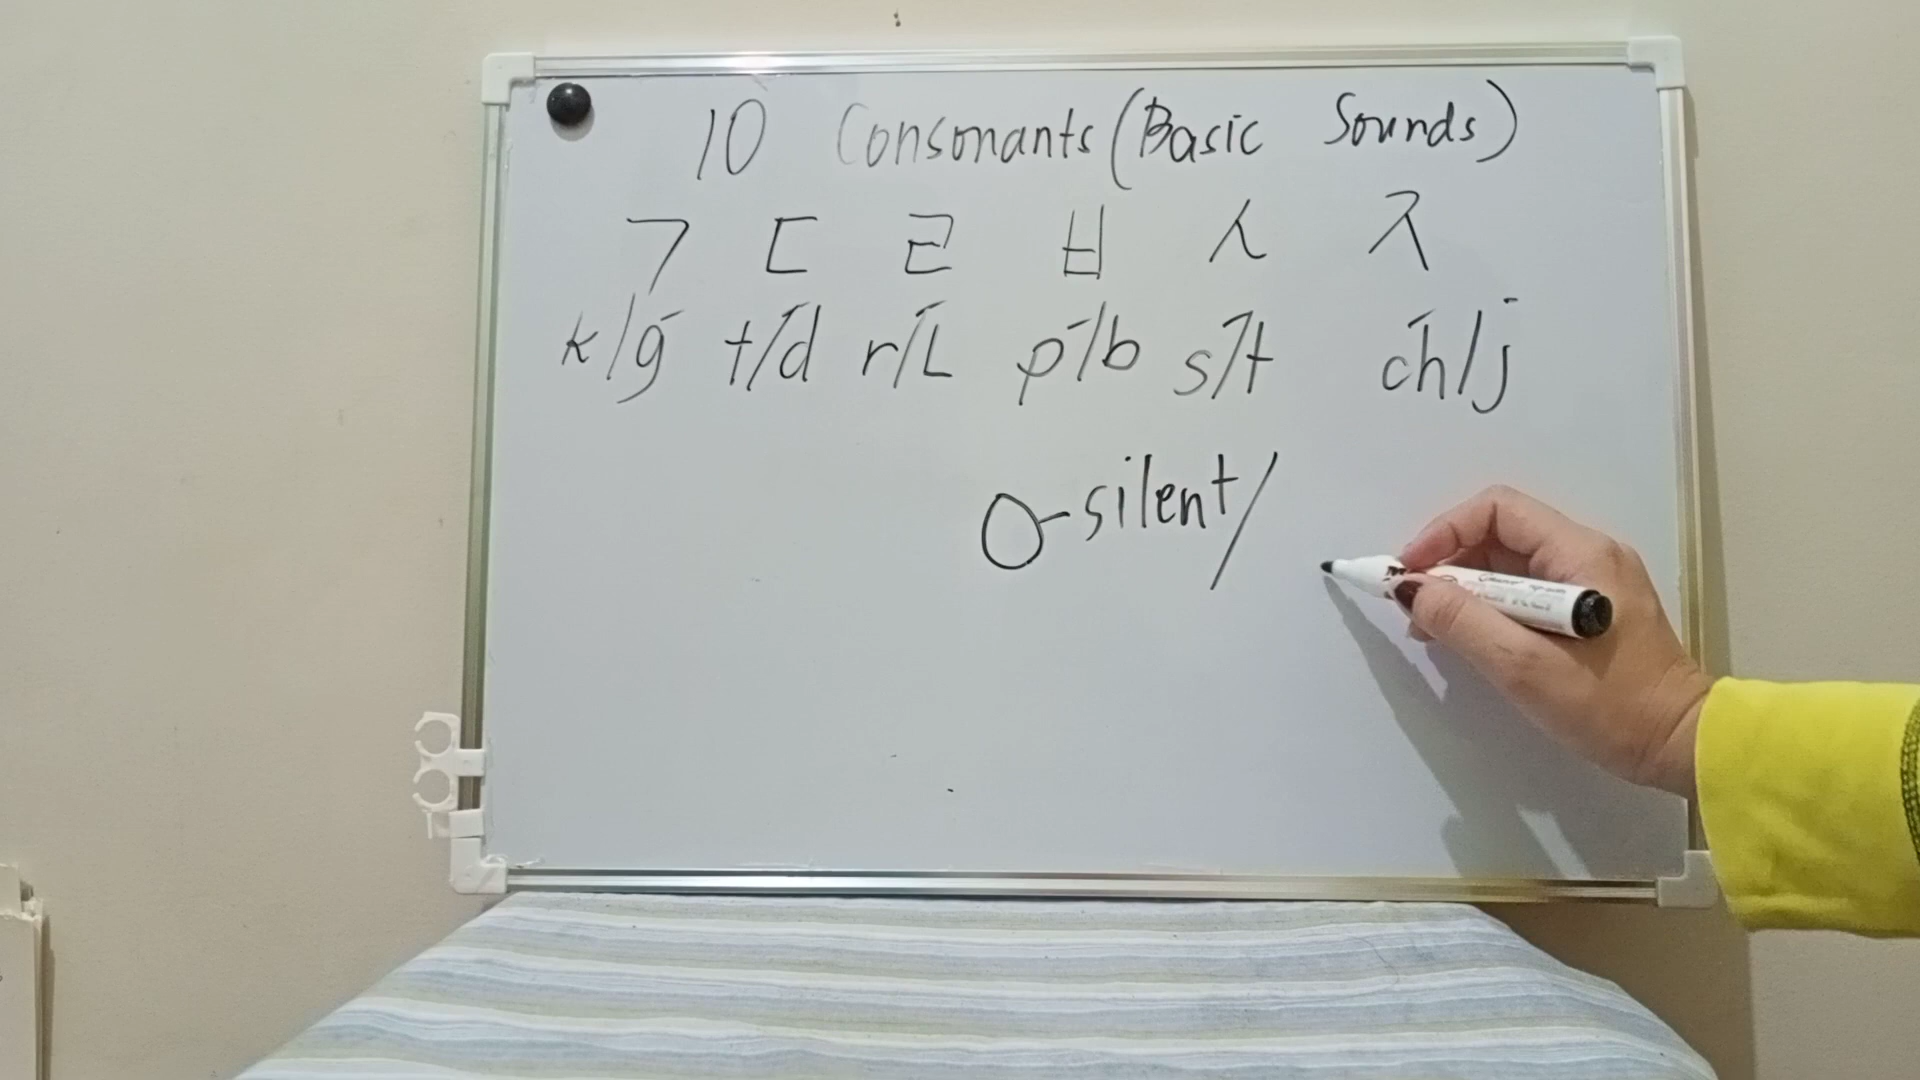 10 Consonants (Basic Sounds)
ㄱ ㄷ ㄹ ㅂ ㅅ ㅈ
k/g t/d r/L p/b s/t ch/j
ㅇ-silent/